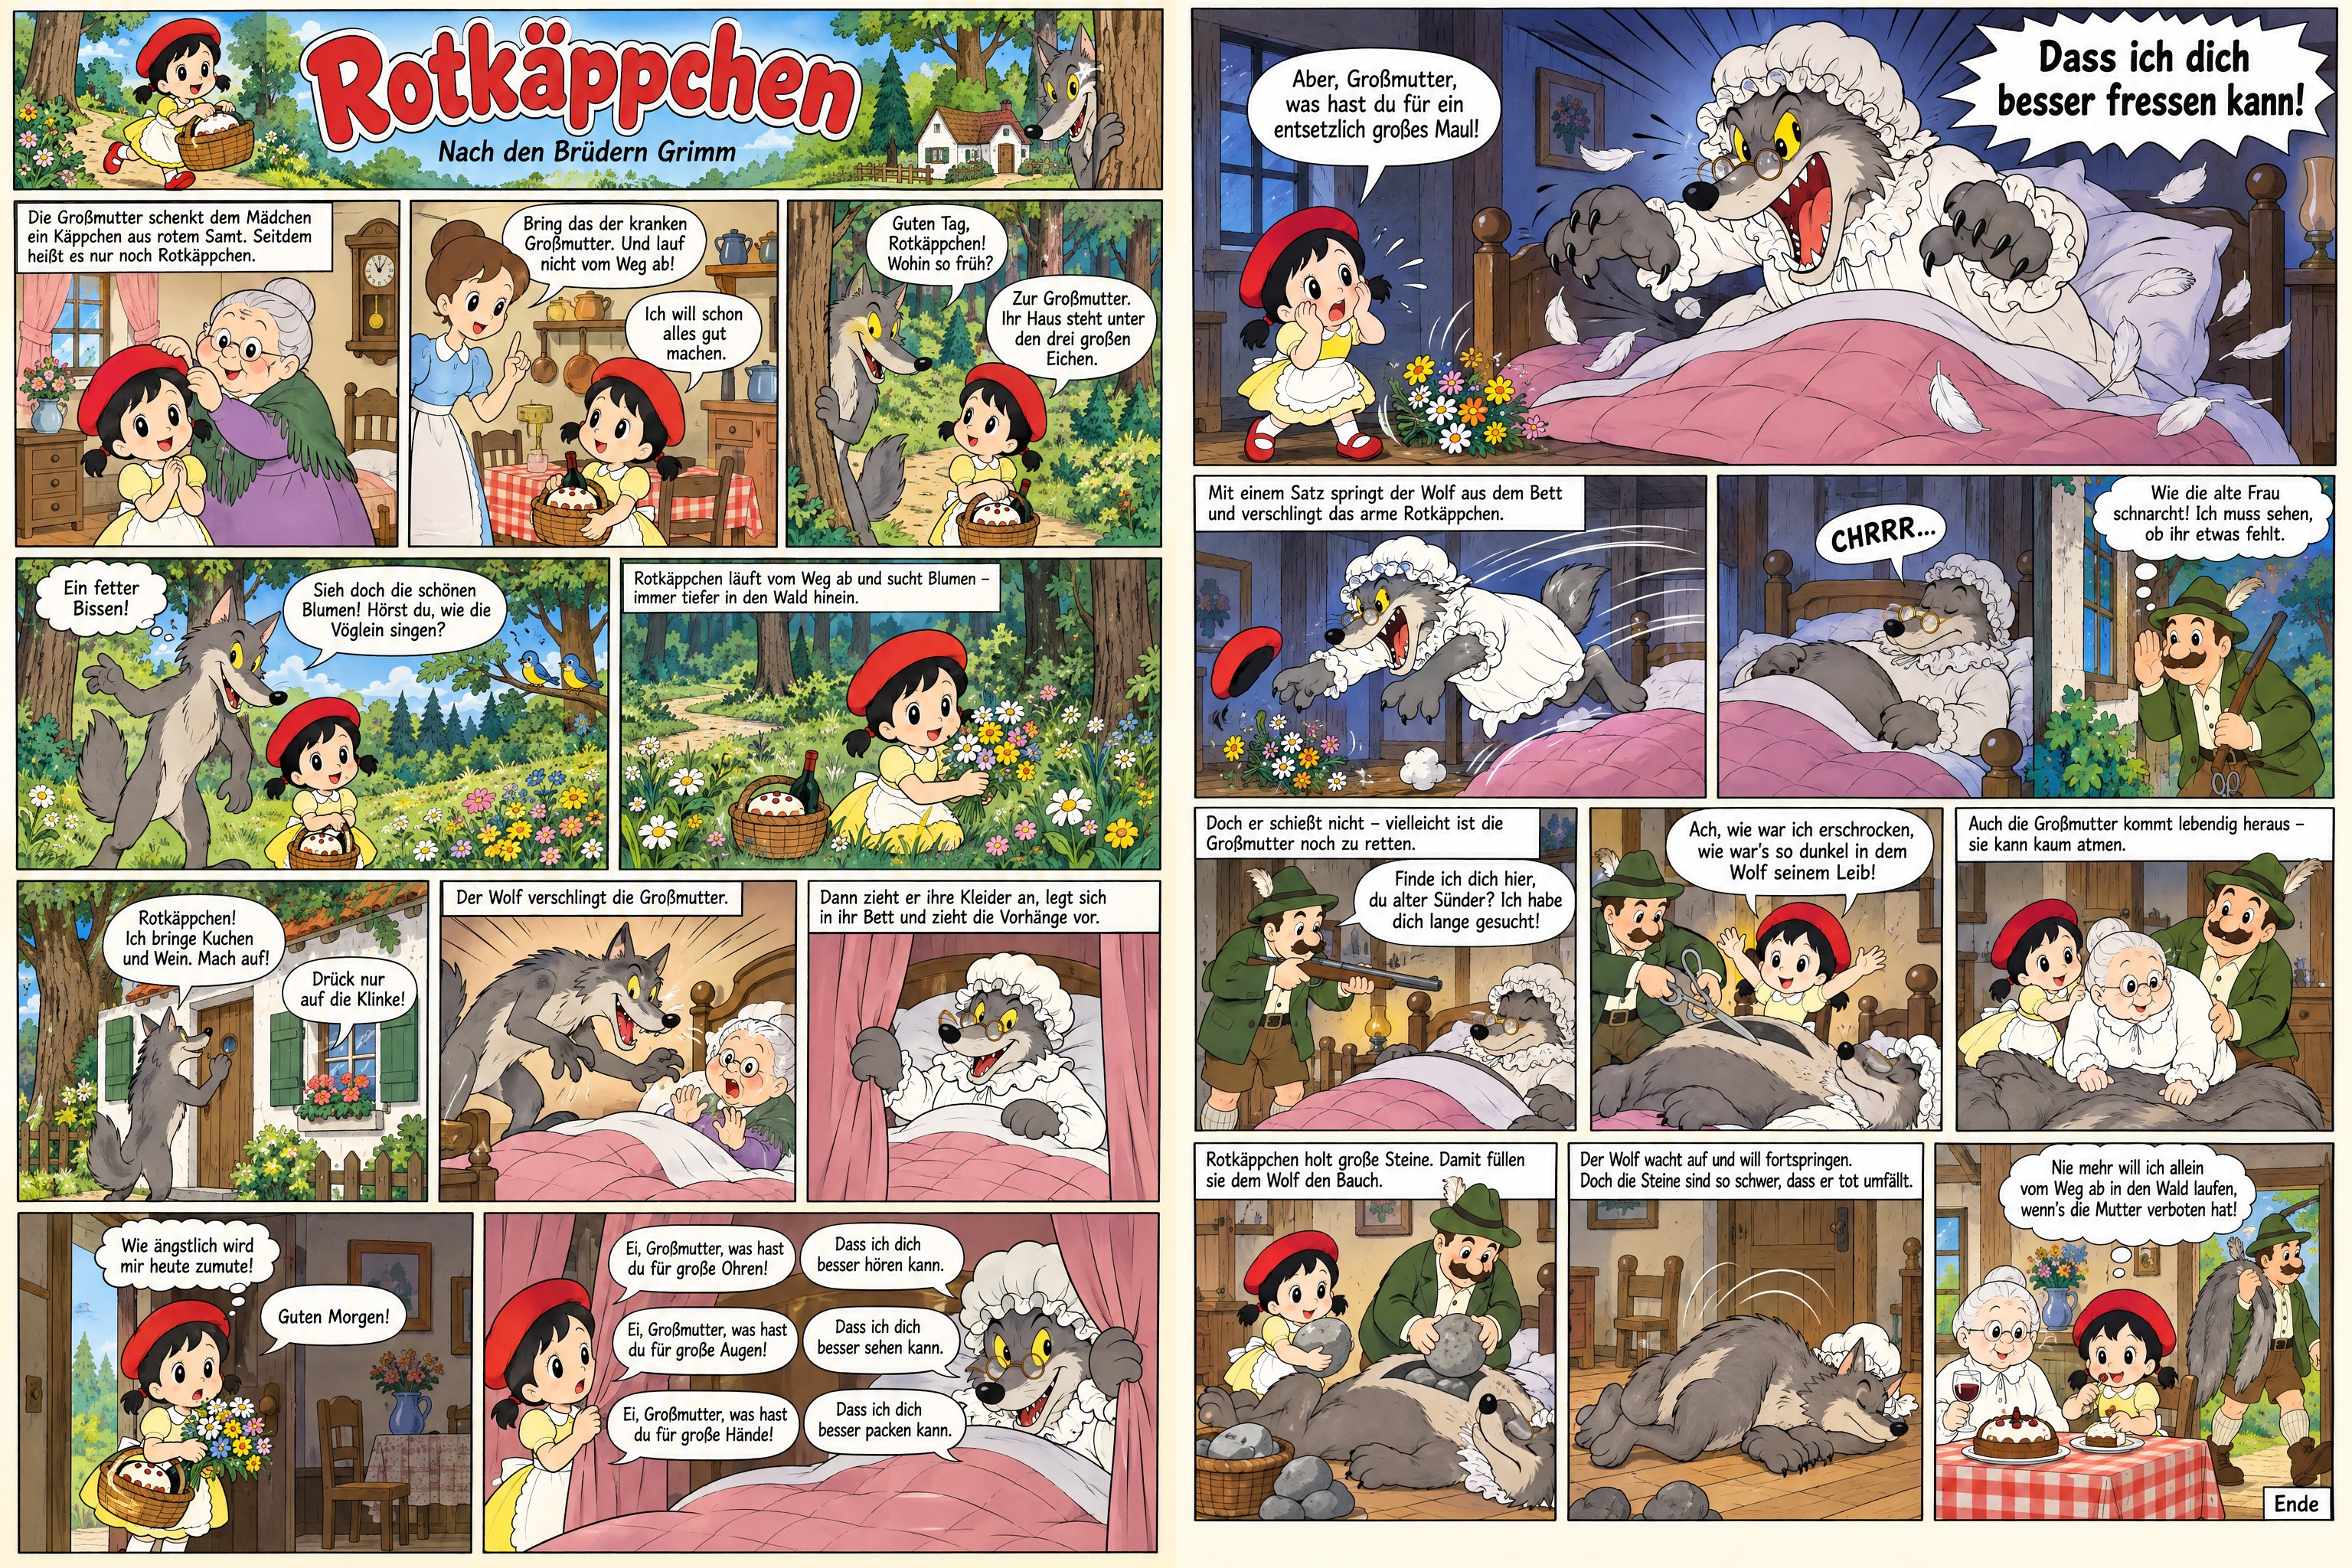 Rotkäppchen
Nach den Brüdern Grimm
Die Großmutter schenkt dem Mädchen
ein Käppchen aus rotem Samt. Seitdem
heißt es nur noch Rotkäppchen.
Bring das der kranken
Großmutter. Und lauf
nicht vom Weg ab!
Ich will schon
alles gut
machen.
Guten Tag,
Rotkäppchen!
Wohin so früh?
Zur Großmutter.
Ihr Haus steht unter
den drei großen
Eichen.
Ein fetter
Bissen!
Sieh doch die schönen
Blumen! Hörst du, wie die
Vöglein singen?
Rotkäppchen läuft vom Weg ab und sucht Blumen –
immer tiefer in den Wald hinein.
Rotkäppchen!
Ich bringe Kuchen
und Wein. Mach auf!
Drück nur
auf die Klinke!
Der Wolf verschlingt die Großmutter.
Dann zieht er ihre Kleider an, legt sich
in ihr Bett und zieht die Vorhänge vor.
Wie ängstlich wird
mir heute zumute!
Guten Morgen!
Ei, Großmutter, was hast
du für große Ohren!
Dass ich dich
besser hören kann.
Ei, Großmutter, was hast
du für große Augen!
Dass ich dich
besser sehen kann.
Ei, Großmutter, was hast
du für große Hände!
Dass ich dich
besser packen kann.
Aber, Großmutter,
was hast du für ein
entsetzlich großes Maul!
Dass ich dich
besser fressen kann!
Mit einem Satz springt der Wolf aus dem Bett
und verschlingt das arme Rotkäppchen.
CHRRR...
Wie die alte Frau
schnarcht! Ich muss sehen,
ob ihr etwas fehlt.
Doch er schießt nicht – vielleicht ist die
Großmutter noch zu retten.
Finde ich dich hier,
du alter Sünder? Ich habe
dich lange gesucht!
Ach, wie war ich erschrocken,
wie war's so dunkel in dem
Wolf seinem Leib!
Auch die Großmutter kommt lebendig heraus –
sie kann kaum atmen.
Rotkäppchen holt große Steine. Damit füllen
sie dem Wolf den Bauch.
Der Wolf wacht auf und will fortspringen.
Doch die Steine sind so schwer, dass er tot umfällt.
Nie mehr will ich allein
vom Weg ab in den Wald laufen,
wenn's die Mutter verboten hat!
Ende